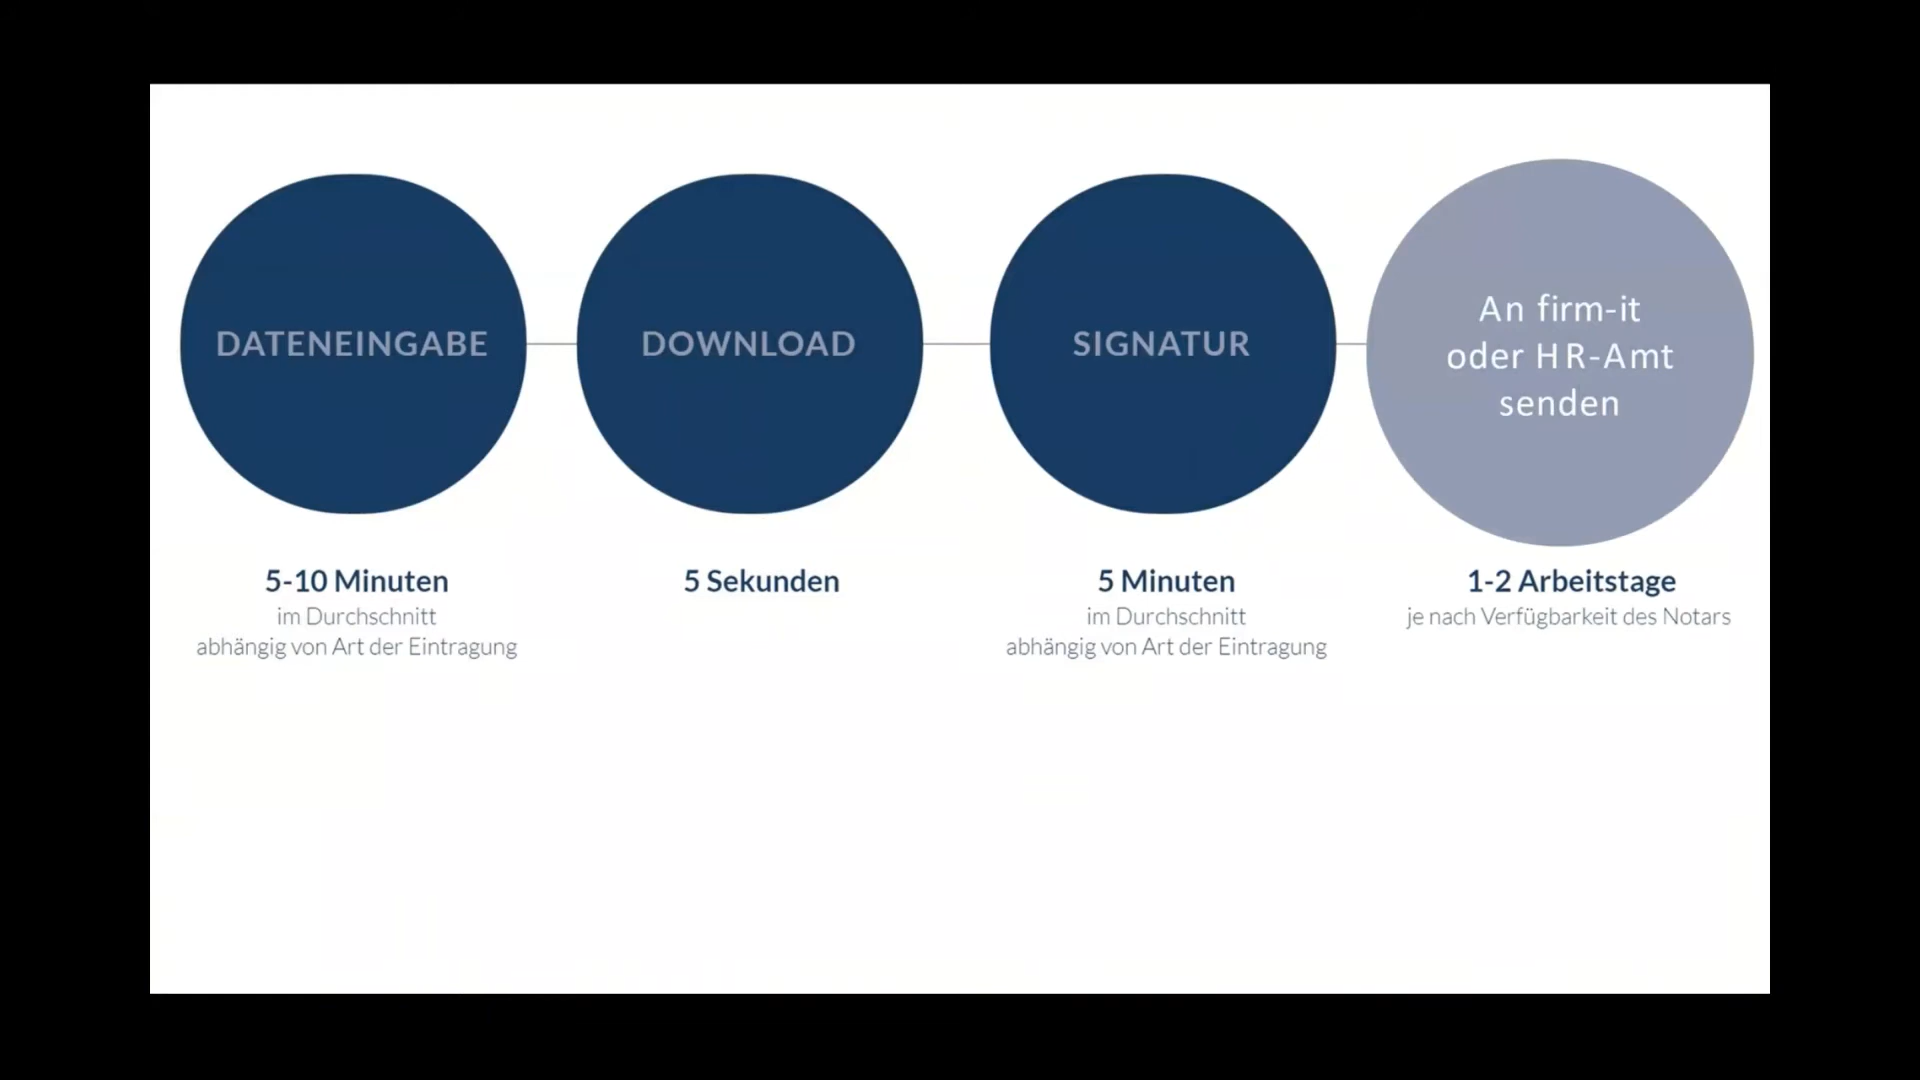 DATENEINGABE
DOWNLOAD
SIGNATUR
An firm-it
oder HR-Amt
senden
5-10 Minuten
im Durchschnitt
abhängig von Art der Eintragung
5 Sekunden
5 Minuten
im Durchschnitt
abhängig von Art der Eintragung
1-2 Arbeitstage
je nach Verfügbarkeit des Notars